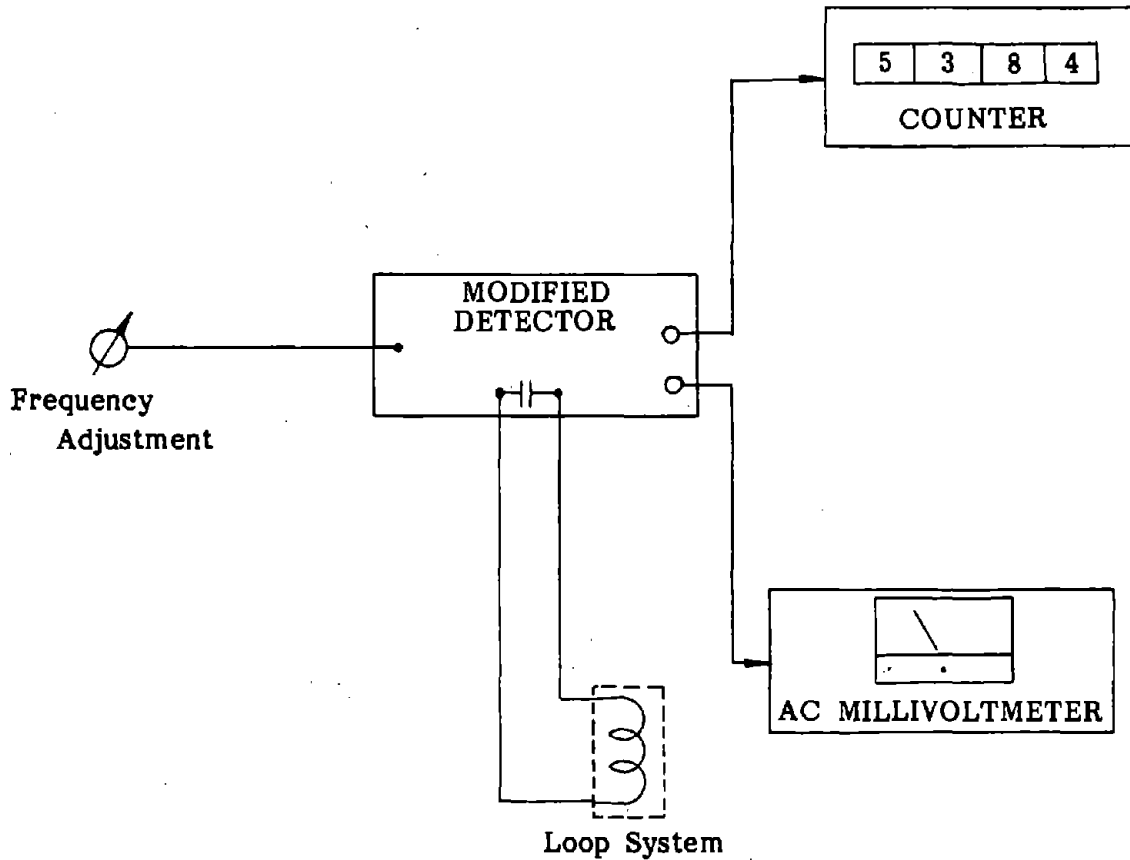 5 3 8 4
COUNTER
MODIFIED
DETECTOR
Frequency
Adjustment
AC MILLIVOLTMETER
Loop System